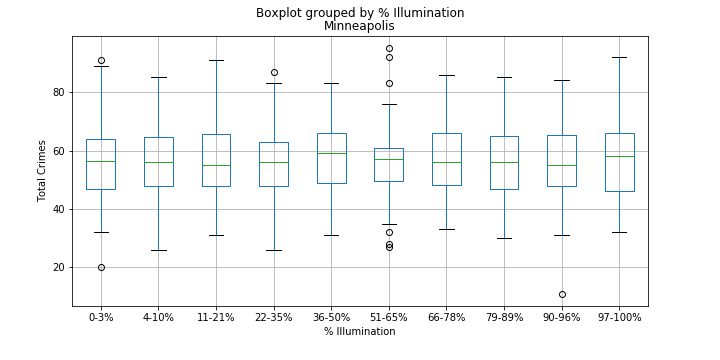 Boxplot grouped by % Illumination
Minneapolis
Total Crimes
80
60
40
20
0-3% 4-10% 11-21% 22-35% 36-50% 51-65% 66-78% 79-89% 90-96% 97-100%
% Illumination